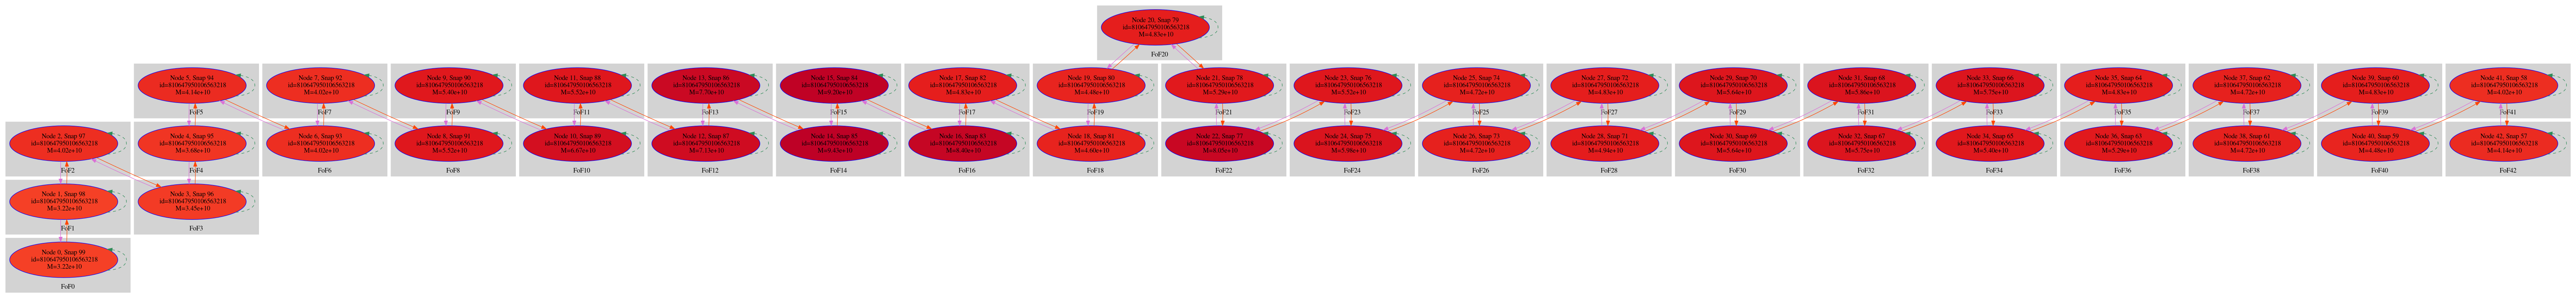 Node 20, Snap 79
id=810647950106563218
M=4.83e+10
FoF20
Node 5, Snap 94
id=810647950106563218
M=4.14e+10
FoF5
Node 7, Snap 92
id=810647950106563218
M=4.02e+10
FoF7
Node 9, Snap 90
id=810647950106563218
M=5.40e+10
FoF9
Node 11, Snap 88
id=810647950106563218
M=5.52e+10
FoF11
Node 13, Snap 86
id=810647950106563218
M=7.70e+10
FoF13
Node 15, Snap 84
id=810647950106563218
FoF15
Node 17, Snap 82
id=810647950106563218
M=4.83e+10
FoF17
Node 19, Snap 80
id=810647950106563218
M=4.48e+10
FoF19
Node 21, Snap 78
id=810647950106563218
M=5.29e+10
FoF21
Node 23, Snap 76
id=810647950106563218
M=5.52e+10
FoF23
Node 25, Snap 74
id=810647950106563218
M=4.72e+10
FoF25
Node 27, Snap 72
id=810647950106563218
M=4.83e+10
FoF27
Node 29, Snap 70
id=810647950106563218
M=5.64e+10
FoF29
Node 31, Snap 68
id=810647950106563218
M=5.86e+10
FoF31
Node 33, Snap 66
id=810647950106563218
M=5.75e+10
FoF33
Node 35, Snap 64
id=810647950106563218
M=4.83e+10
FoF35
Node 37, Snap 62
id=810647950106563218
M=4.72e+10
FoF37
Node 39, Snap 60
id=810647950106563218
M=4.83e+10
FoF39
Node 41, Snap 58
id=810647950106563218
M=4.02e+10
FoF41
Node 2, Snap 97
id=810647950106563218
M=4.02e+10
FoF2
Node 4, Snap 95
id=810647950106563218
M=3.68e+10
FoF4
Node 6, Snap 93
id=810647950106563218
M=4.02e+10
FoF6
Node 8, Snap 91
id=810647950106563218
M=5.52e+10
FoF8
Node 10, Snap 89
id=810647950106563218
M=6.67e+10
FoF10
Node 12, Snap 87
id=810647950106563218
M=7.13e+10
FoF12
Node 14, Snap 85
id=810647950106563218
M=9.43e+10
FoF14
Node 16, Snap 83
id=810647950106563218
M=8.40e+10
FoF16
Node 18, Snap 81
id=810647950106563218
M=4.60e+10
FoF18
Node 22, Snap 77
id=810647950106563218
M=8.05e+10
FoF22
Node 24, Snap 75
id=810647950106563218
M=5.98e+10
FoF24
Node 26, Snap 73
id=810647950106563218
M=4.72e+10
FoF26
Node 28, Snap 71
id=810647950106563218
M=4.94e+10
FoF28
Node 30, Snap 69
id=810647950106563218
M=5.64e+10
FoF30
Node 32, Snap 67
id=810647950106563218
M=5.75e+10
FoF32
Node 34, Snap 65
id=810647950106563218
M=5.40e+10
FoF34
Node 36, Snap 63
id=810647950106563218
M=5.29e+10
FoF36
Node 38, Snap 61
id=810647950106563218
M=4.72e+10
FoF38
Node 40, Snap 59
id=810647950106563218
M=4.48e+10
FoF40
Node 42, Snap 57
id=810647950106563218
M=4.14e+10
FoF42
Node 1, Snap 98
id=810647950106563218
M=3.22e+10
FoF1
Node 3, Snap 96
id=810647950106563218
M=3.45e+10
FoF3
Node 0, Snap 99
id=810647950106563218
M=3.22e+10
FoF0